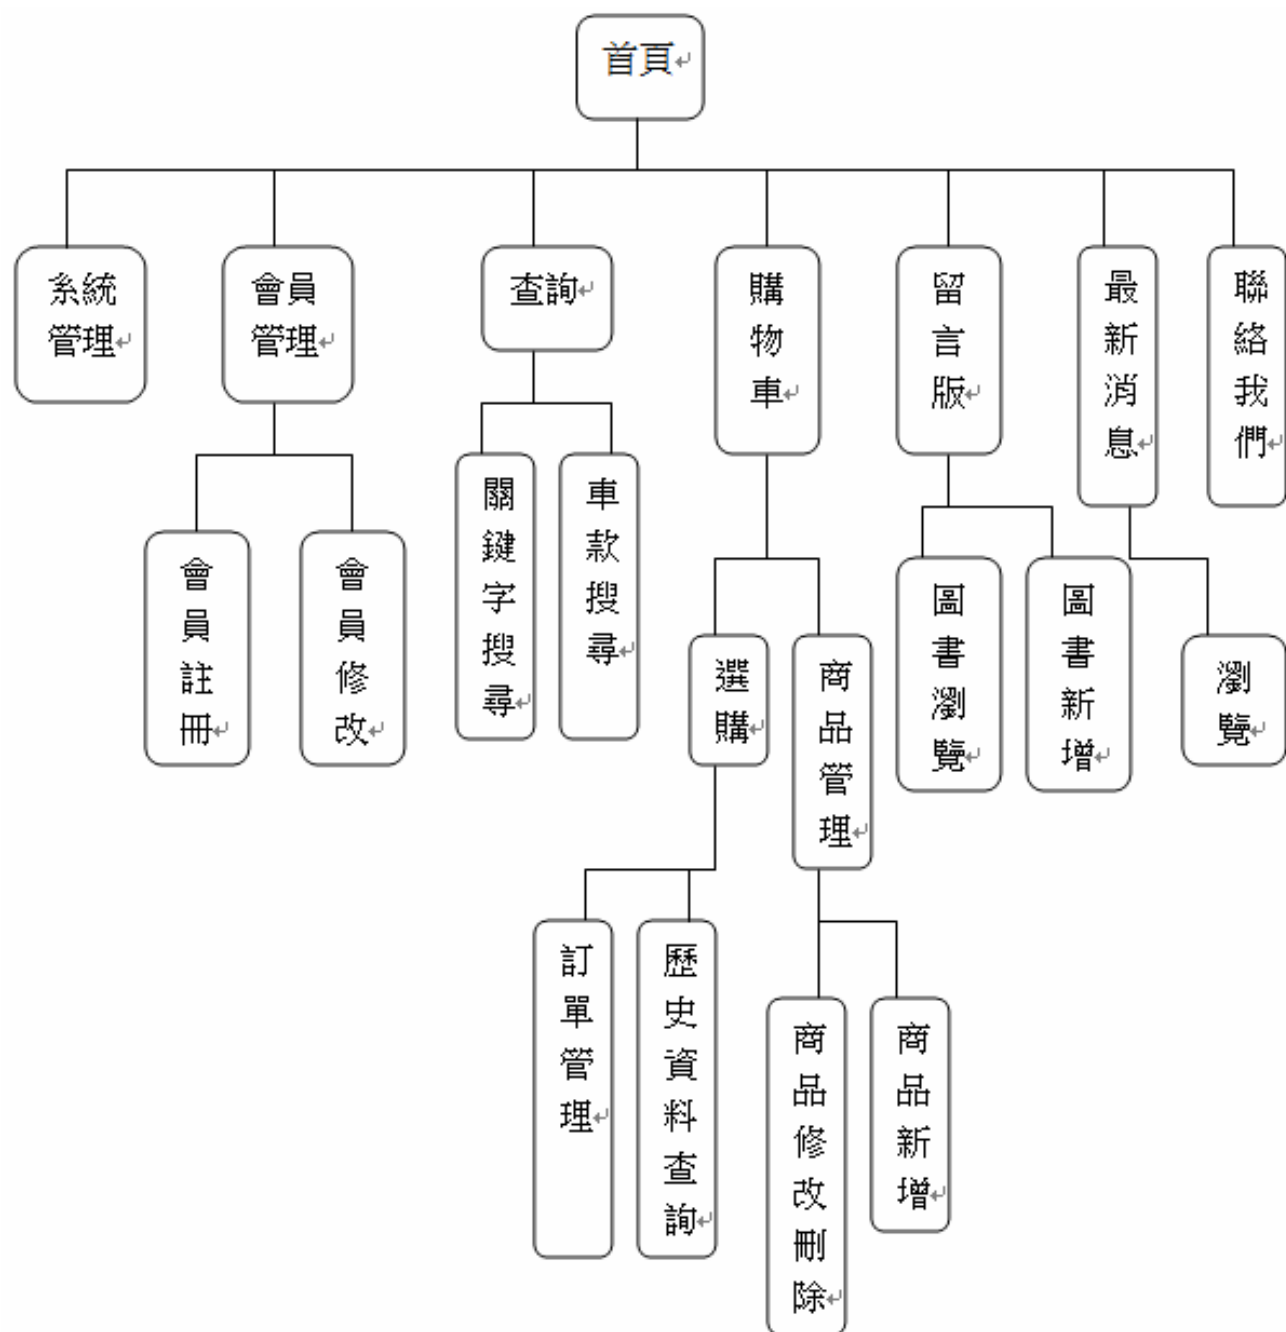 首頁
系統
管理
會員
管理
查詢
購物車
留言版
最新消息
聯絡我們
會員註冊
會員修改
關鍵字搜尋
車款搜尋
選購
商品管理
圖書瀏覽
圖書新增
瀏覽
訂單管理
歷史資料查詢
商品修改刪除
商品新增